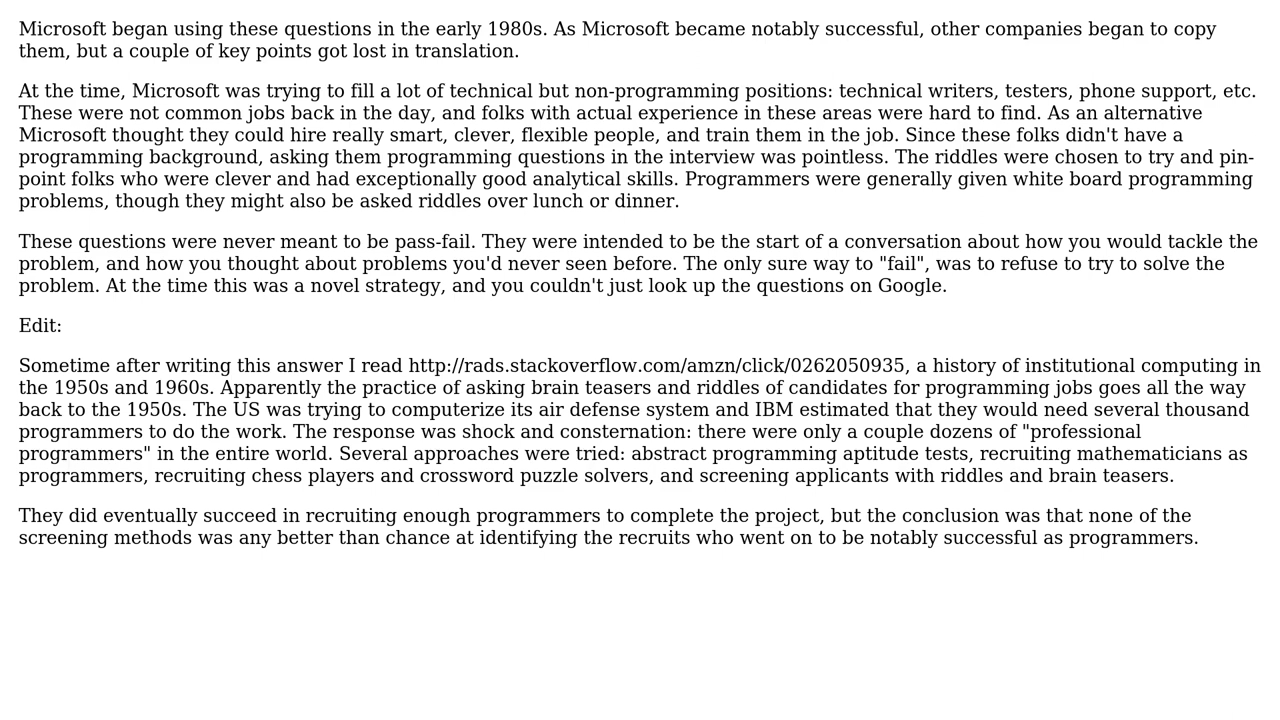 Microsoft began using these questions in the early 1980s. As Microsoft became notably successful, other companies began to copy
them, but a couple of key points got lost in translation.
At the time, Microsoft was trying to fill a lot of technical but non-programming positions: technical writers, testers, phone support, etc.
These were not common jobs back in the day, and folks with actual experience in these areas were hard to find. As an alternative
Microsoft thought they could hire really smart, clever, flexible people, and train them in the job. Since these folks didn't have a
programming background, asking them programming questions in the interview was pointless. The riddles were chosen to try and pin-
point folks who were clever and had exceptionally good analytical skills. Programmers were generally given white board programming
problems, though they might also be asked riddles over lunch or dinner.
These questions were never meant to be pass-fail. They were intended to be the start of a conversation about how you would tackle the
problem, and how you thought about problems you'd never seen before. The only sure way to "fail", was to refuse to try to solve the
problem. At the time this was a novel strategy, and you couldn't just look up the questions on Google.
Edit:
Sometime after writing this answer I read http://rads.stackoverflow.com/amzn/click/0262050935, a history of institutional computing in
the 1950s and 1960s. Apparently the practice of asking brain teasers and riddles of candidates for programming jobs goes all the way
back to the 1950s. The US was trying to computerize its air defense system and IBM estimated that they would need several thousand
programmers to do the work. The response was shock and consternation: there were only a couple dozens of "professional
programmers" in the entire world. Several approaches were tried: abstract programming aptitude tests, recruiting mathematicians as
programmers, recruiting chess players and crossword puzzle solvers, and screening applicants with riddles and brain teasers.
They did eventually succeed in recruiting enough programmers to complete the project, but the conclusion was that none of the
screening methods was any better than chance at identifying the recruits who went on to be notably successful as programmers.